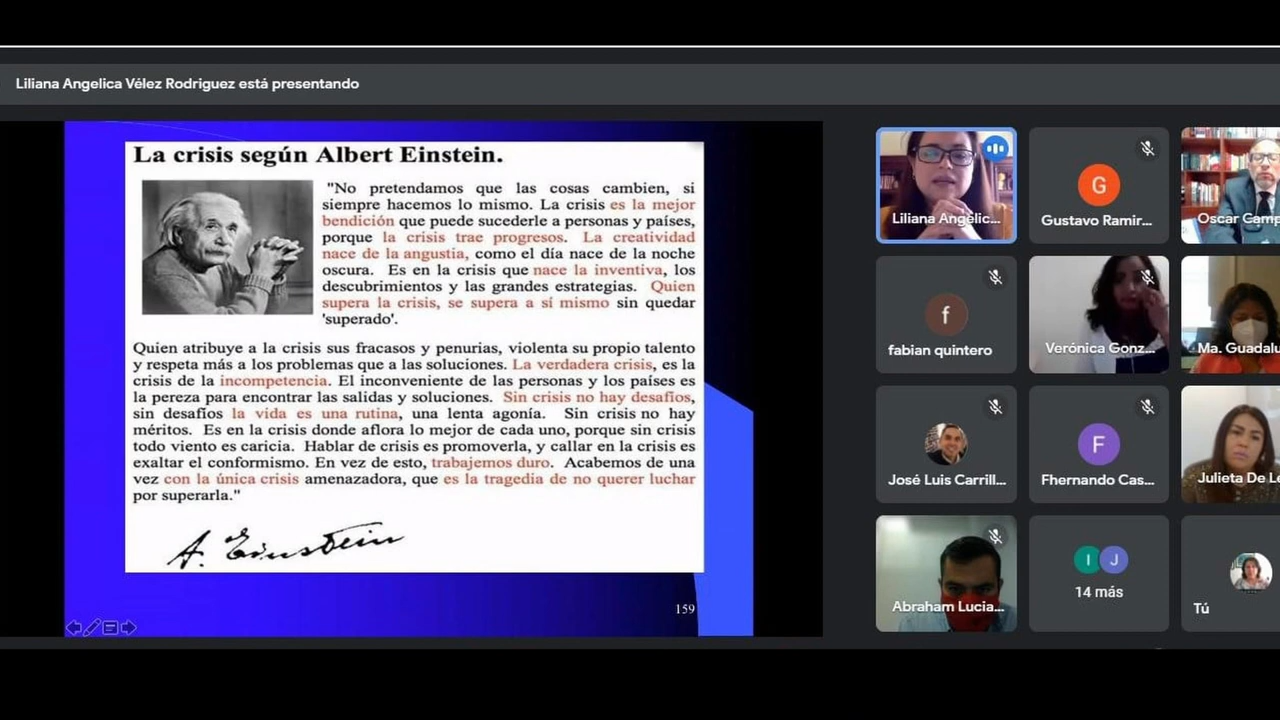 Liliana Angelica Vélez Rodriguez está presentando
La crisis según Albert Einstein.
"No pretendamos que las cosas cambien, si
siempre hacemos lo mismo. La crisis es la mejor
bendición que puede sucederle a personas y países,
porque la crisis trae progresos. La creatividad
nace de la angustia, como el día nace de la noche
oscura. Es en la crisis que nace la inventiva, los
descubrimientos y las grandes estrategias. Quien
supera la crisis, se supera a sí mismo sin quedar
'superado'.
Quien atribuye a la crisis sus fracasos y penurias, violenta su propio talento
y respeta más a los problemas que a las soluciones. La verdadera crisis, es la
crisis de la incompetencia. El inconveniente de las personas y los países es
la pereza para encontrar las salidas y soluciones. Sin crisis no hay desafíos,
sin desafíos la vida es una rutina, una lenta agonía. Sin crisis no hay
méritos. Es en la crisis donde aflora lo mejor de cada uno, porque sin crisis
todo viento es caricia. Hablar de crisis es promoverla, y callar en la crisis es
exaltar el conformismo. En vez de esto, trabajemos duro. Acabemos de una
vez con la única crisis amenazadora, que es la tragedia de no querer luchar
por superarla."
A. Einstein
159
Liliana Angélic...
G
Gustavo Ramir...
Oscar Camp
f
fabian quintero
Verónica Gonz...
Ma. Guadalu
José Luis Carrill...
F
Fhernando Cas...
Julieta De Le
Abraham Lucia...
I J
14 más
Tú